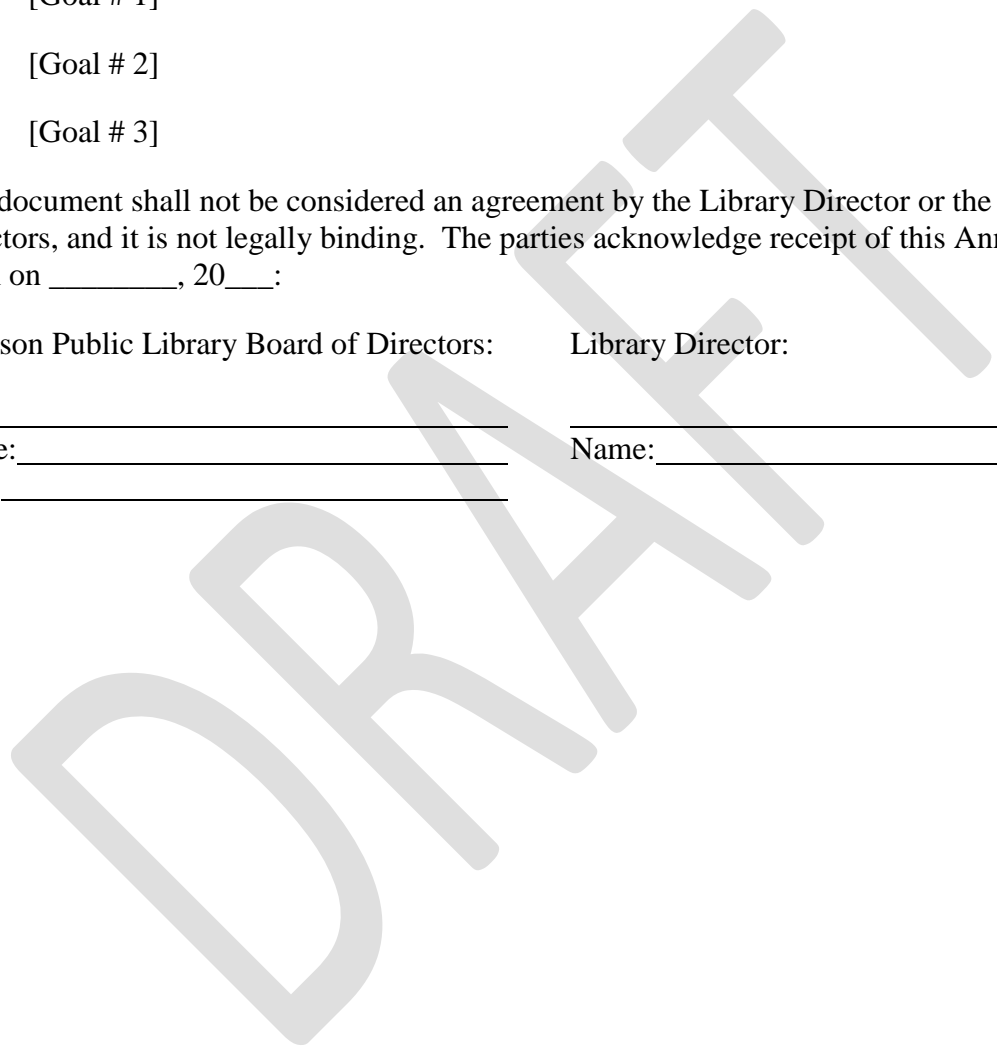 [Goal # 1]
[Goal # 2]
[Goal # 3]
document shall not be considered an agreement by the Library Director or the
ctors, and it is not legally binding.  The parties acknowledge receipt of this An
on ________, 20___:
son Public Library Board of Directors:
Library Director:
e:
Name:
DRAFT